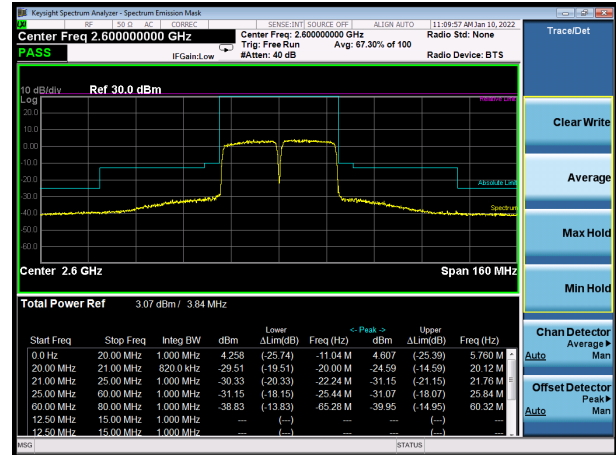 Keysight Spectrum Analyzer - Spectrum Emission Mask
RF 50 Ω AC CORREC SENSE:INT SOURCE OFF ALIGN AUTO 11:09:57 AM Jan 10, 2022
Center Freq 2.600000000 GHz Center Freq: 2.600000000 GHz Radio Std: None
Trig: Free Run Avg: 67.30% of 100
PASS IFGain:Low #Atten: 40 dB Radio Device: BTS
10 dB/div Ref 30.0 dBm
Log
Relative Limit
20.0
10.0
0.00
-10.0
-20.0
Absolute Limit
-30.0
Spectrum
-40.0
-50.0
-60.0
Center 2.6 GHz Span 160 MHz
Total Power Ref 3.07 dBm / 3.84 MHz
Lower <- Peak -> Upper
Start Freq Stop Freq Integ BW dBm ΔLim(dB) Freq (Hz) dBm ΔLim(dB) Freq (Hz)
0.0 Hz 20.00 MHz 1.000 MHz 4.258 (-25.74) -11.04 M 4.607 (-25.39) 5.760 M
20.00 MHz 21.00 MHz 820.0 kHz -29.51 (-19.51) -20.00 M -24.59 (-14.59) 20.12 M
21.00 MHz 25.00 MHz 1.000 MHz -30.33 (-20.33) -22.24 M -31.15 (-21.15) 21.76 M
25.00 MHz 60.00 MHz 1.000 MHz -31.15 (-18.15) -25.44 M -31.07 (-18.07) 25.84 M
60.00 MHz 80.00 MHz 1.000 MHz -38.83 (-13.83) -65.28 M -39.95 (-14.95) 60.32 M
12.50 MHz 15.00 MHz 1.000 MHz --- (---) --- (---)
12.50 MHz 15.00 MHz 1.000 MHz --- (---) --- (---)
MSG STATUS
Trace/Det
Clear Write
Average
Max Hold
Min Hold
Chan Detector
Average
Auto Man
Offset Detector
Peak
Auto Man